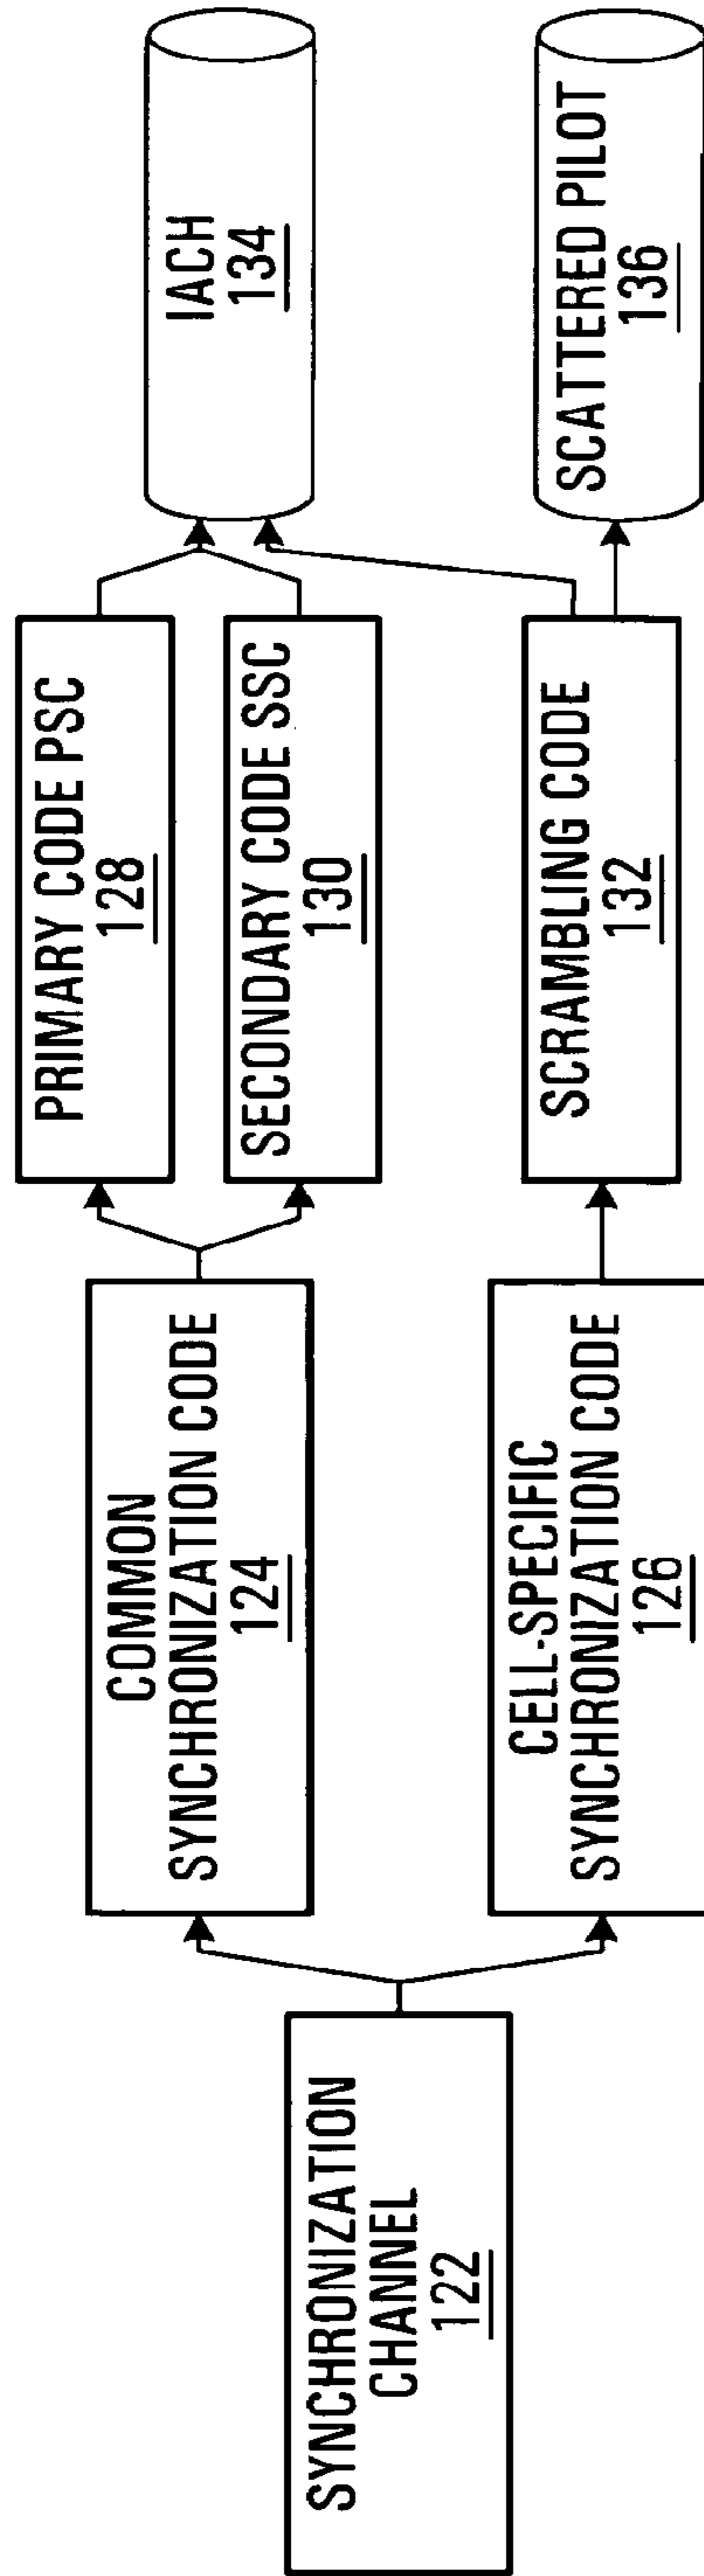 SYNCHRONIZATION
CHANNEL
122
COMMON
SYNCHRONIZATION CODE
124
CELL-SPECIFIC
SYNCHRONIZATION CODE
126
PRIMARY CODE PSC
128
SECONDARY CODE SSC
130
SCRAMBLING CODE
132
IACH
134
SCATTERED PILOT
136